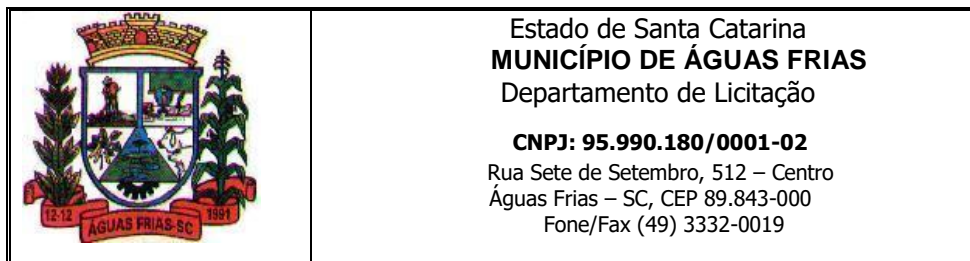 12-12
ÁGUAS FRIAS-SC
1991
Estado de Santa Catarina
MUNICÍPIO DE ÁGUAS FRIAS
Departamento de Licitação
CNPJ: 95.990.180/0001-02
Rua Sete de Setembro, 512 – Centro
Águas Frias – SC, CEP 89.843-000
Fone/Fax (49) 3332-0019